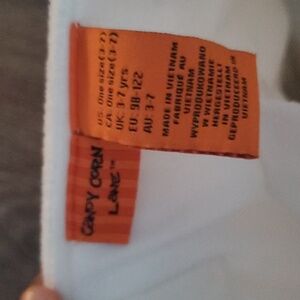 US: One size (3-7)
CA: One size (3-7)
UK: 3-7 yrs
EU: 98-122
AU: 3-7
MADE IN VIETNAM
FABRIQUÉ AU
VIETNAM
WYPRODUKOWANO
W WIETNAMIE
HERGESTELLT
IN VIETNAM
GEPRODUCEERD IN
VIETNAM
CANDY CORN
LANE™